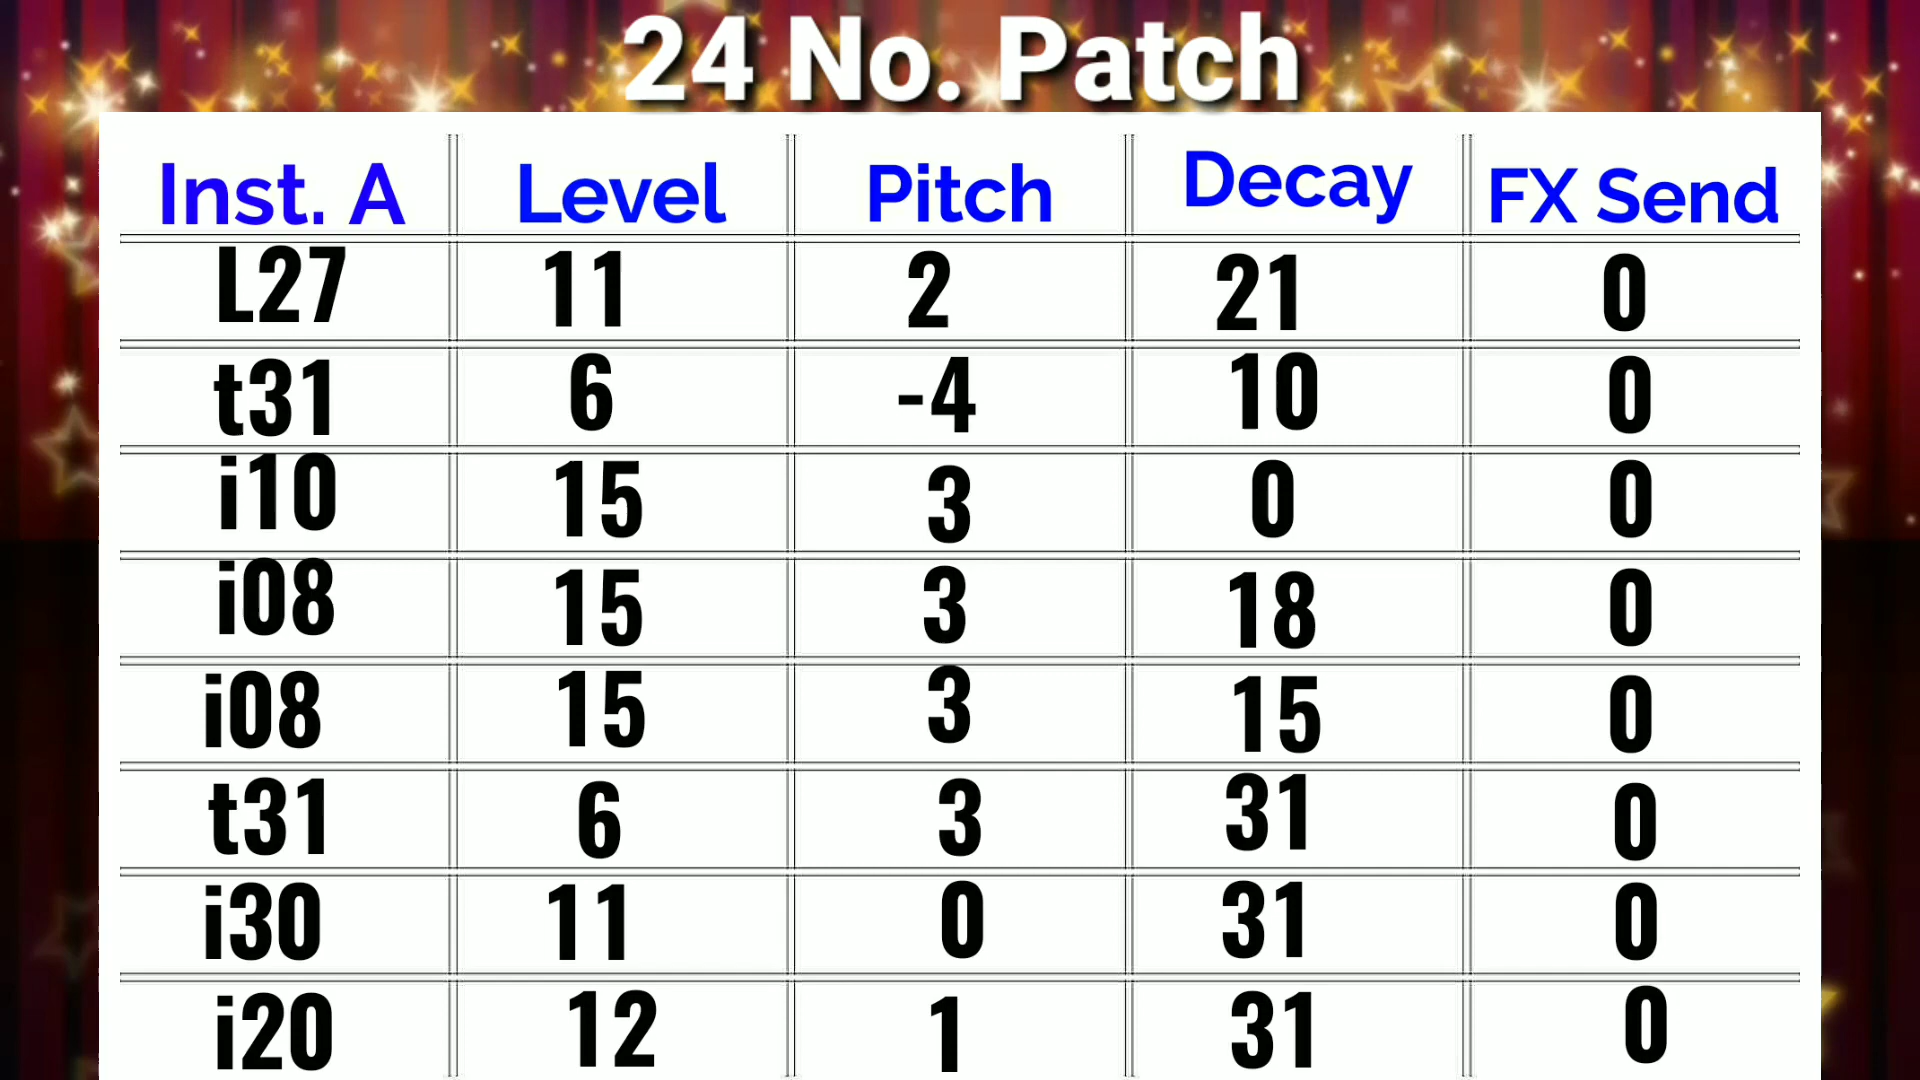 24 No. Patch
Inst. A Level Pitch Decay FX Send
L27 11 2 21 0
t31 6 -4 10 0
i10 15 3 0 0
i08 15 3 18 0
i08 15 3 15 0
t31 6 3 31 0
i30 11 0 31 0
i20 12 1 31 0